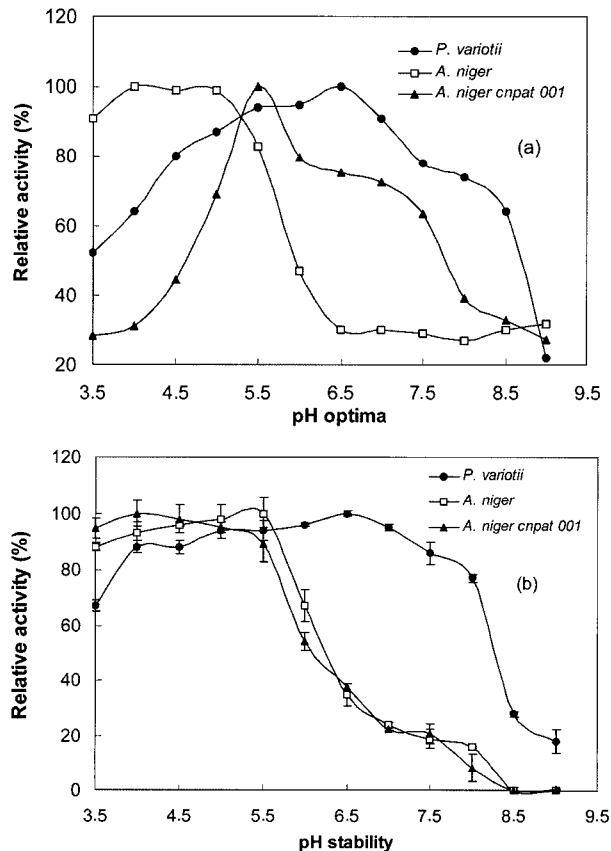 120
100
80
60
40
20
Relative activity (%)
P. variotii
A. niger
A. niger cnpat 001
(a)
3.5 4.5 5.5 6.5 7.5 8.5 9.5
pH optima
120
100
80
60
40
20
0
Relative activity (%)
P. variotii
A. niger
A. niger cnpat 001
(b)
3.5 4.5 5.5 6.5 7.5 8.5 9.5
pH stability